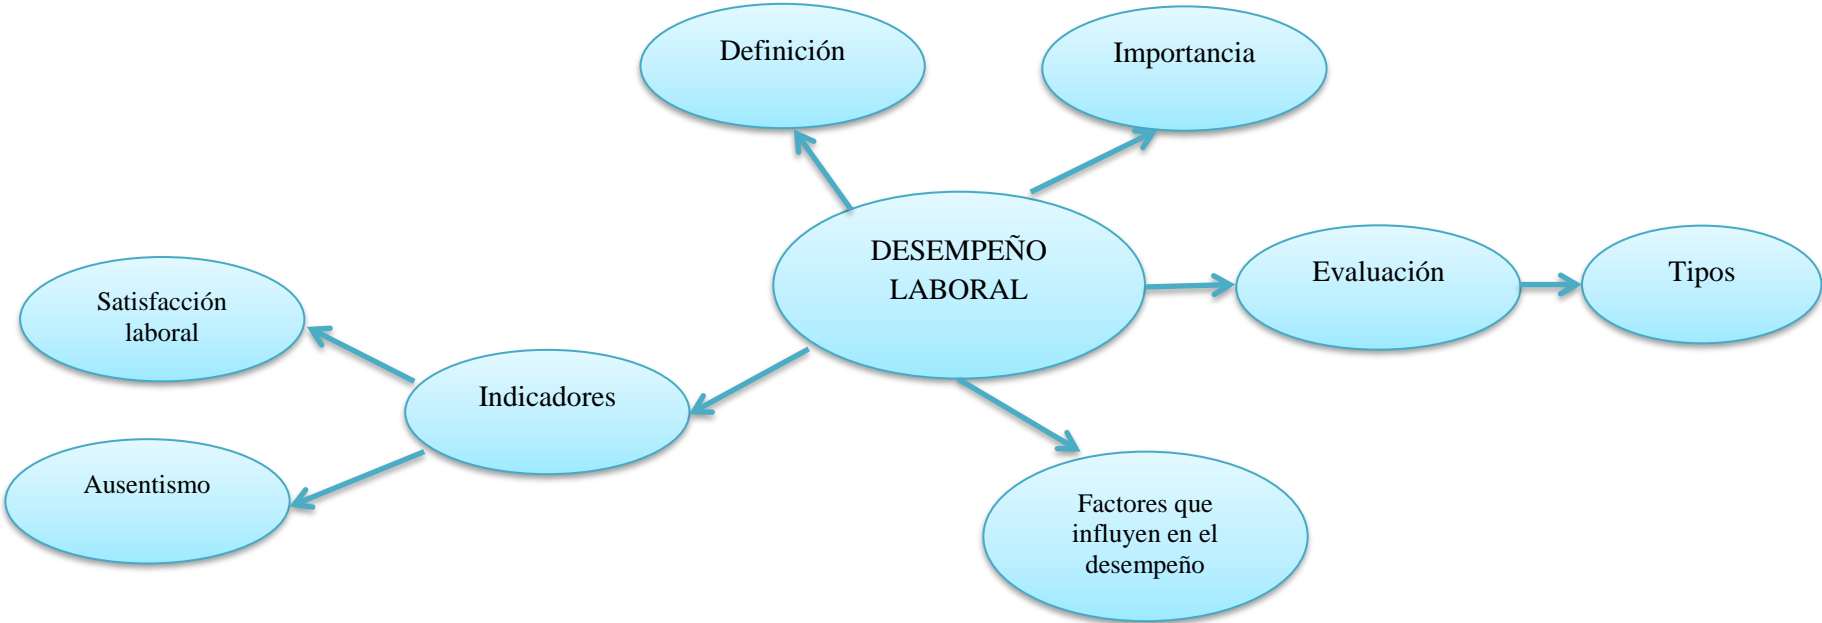 Definición
Importancia
DESEMPEÑO
LABORAL
Evaluación
Tipos
Satisfacción
laboral
Indicadores
Ausentismo
Factores que
influyen en el
desempeño